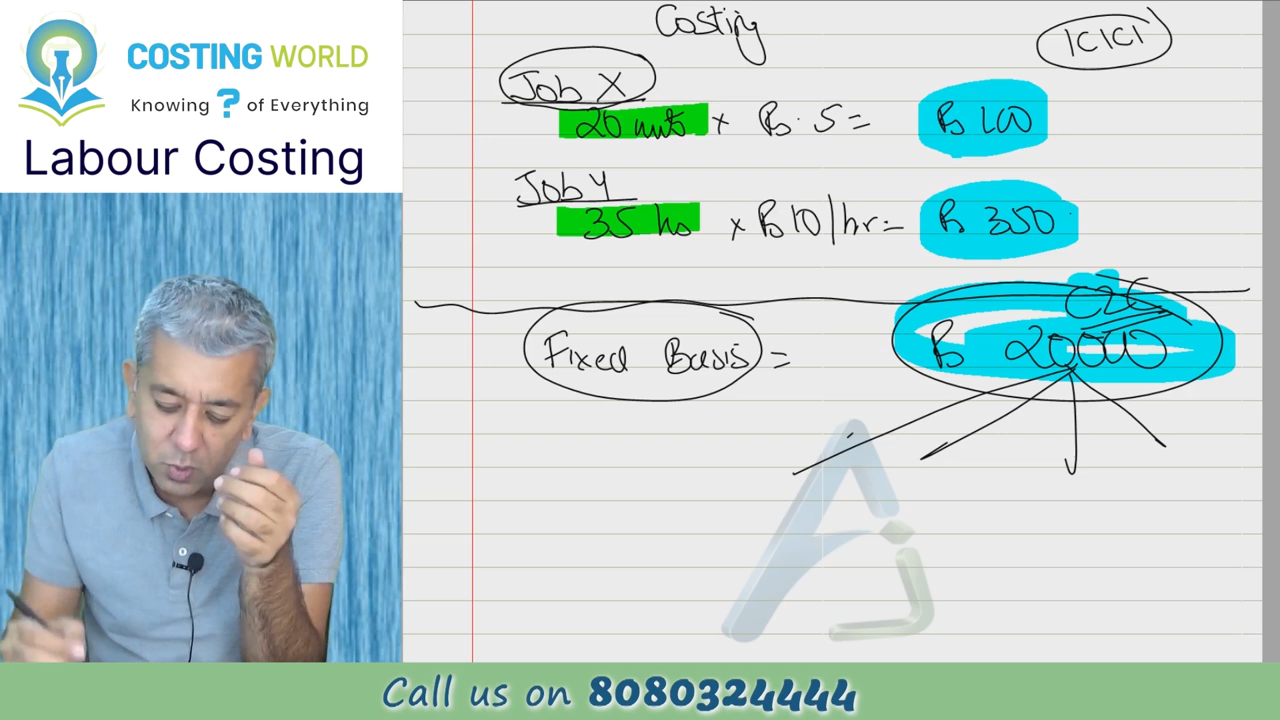 COSTING WORLD
Knowing ? of Everything
Labour Costing
Costing
ICICI
Job X
20 units × Rs. 5 = Rs 100
Job Y
35 hrs × Rs 10/hr = Rs 350
Fixed Basis = Rs 20000
Call us on 8080324444